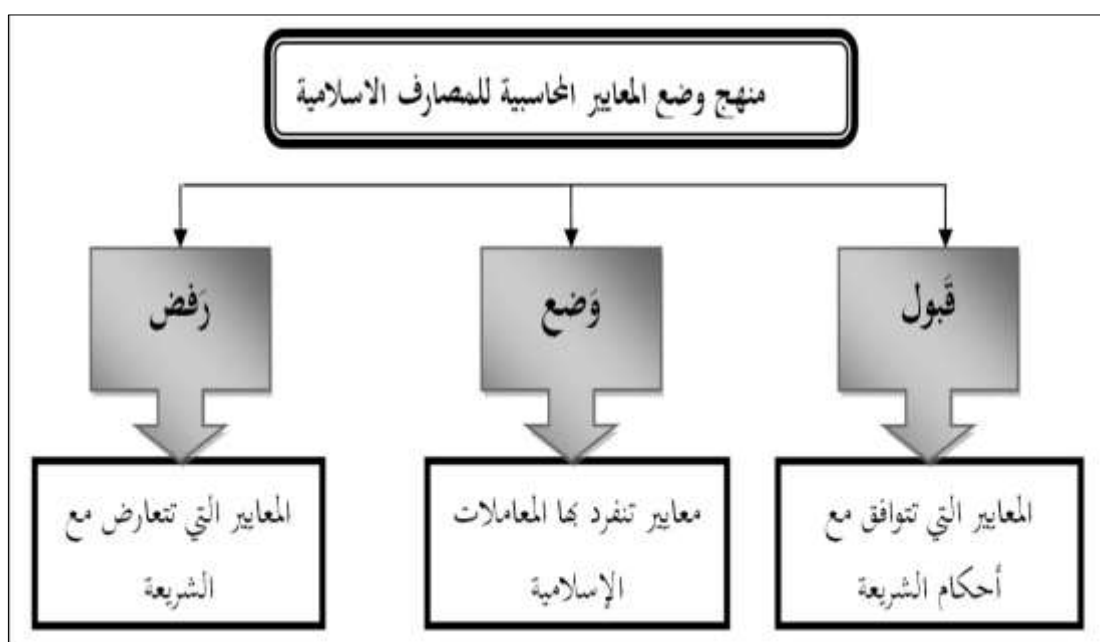 منهج وضع المعايير المحاسبية للمصارف الاسلامية
قَبول
وَضع
رَفض
المعايير التي تتوافق مع
أحكام الشريعة
معايير تنفرد بها المعاملات
الإسلامية
المعايير التي تتعارض مع
الشريعة